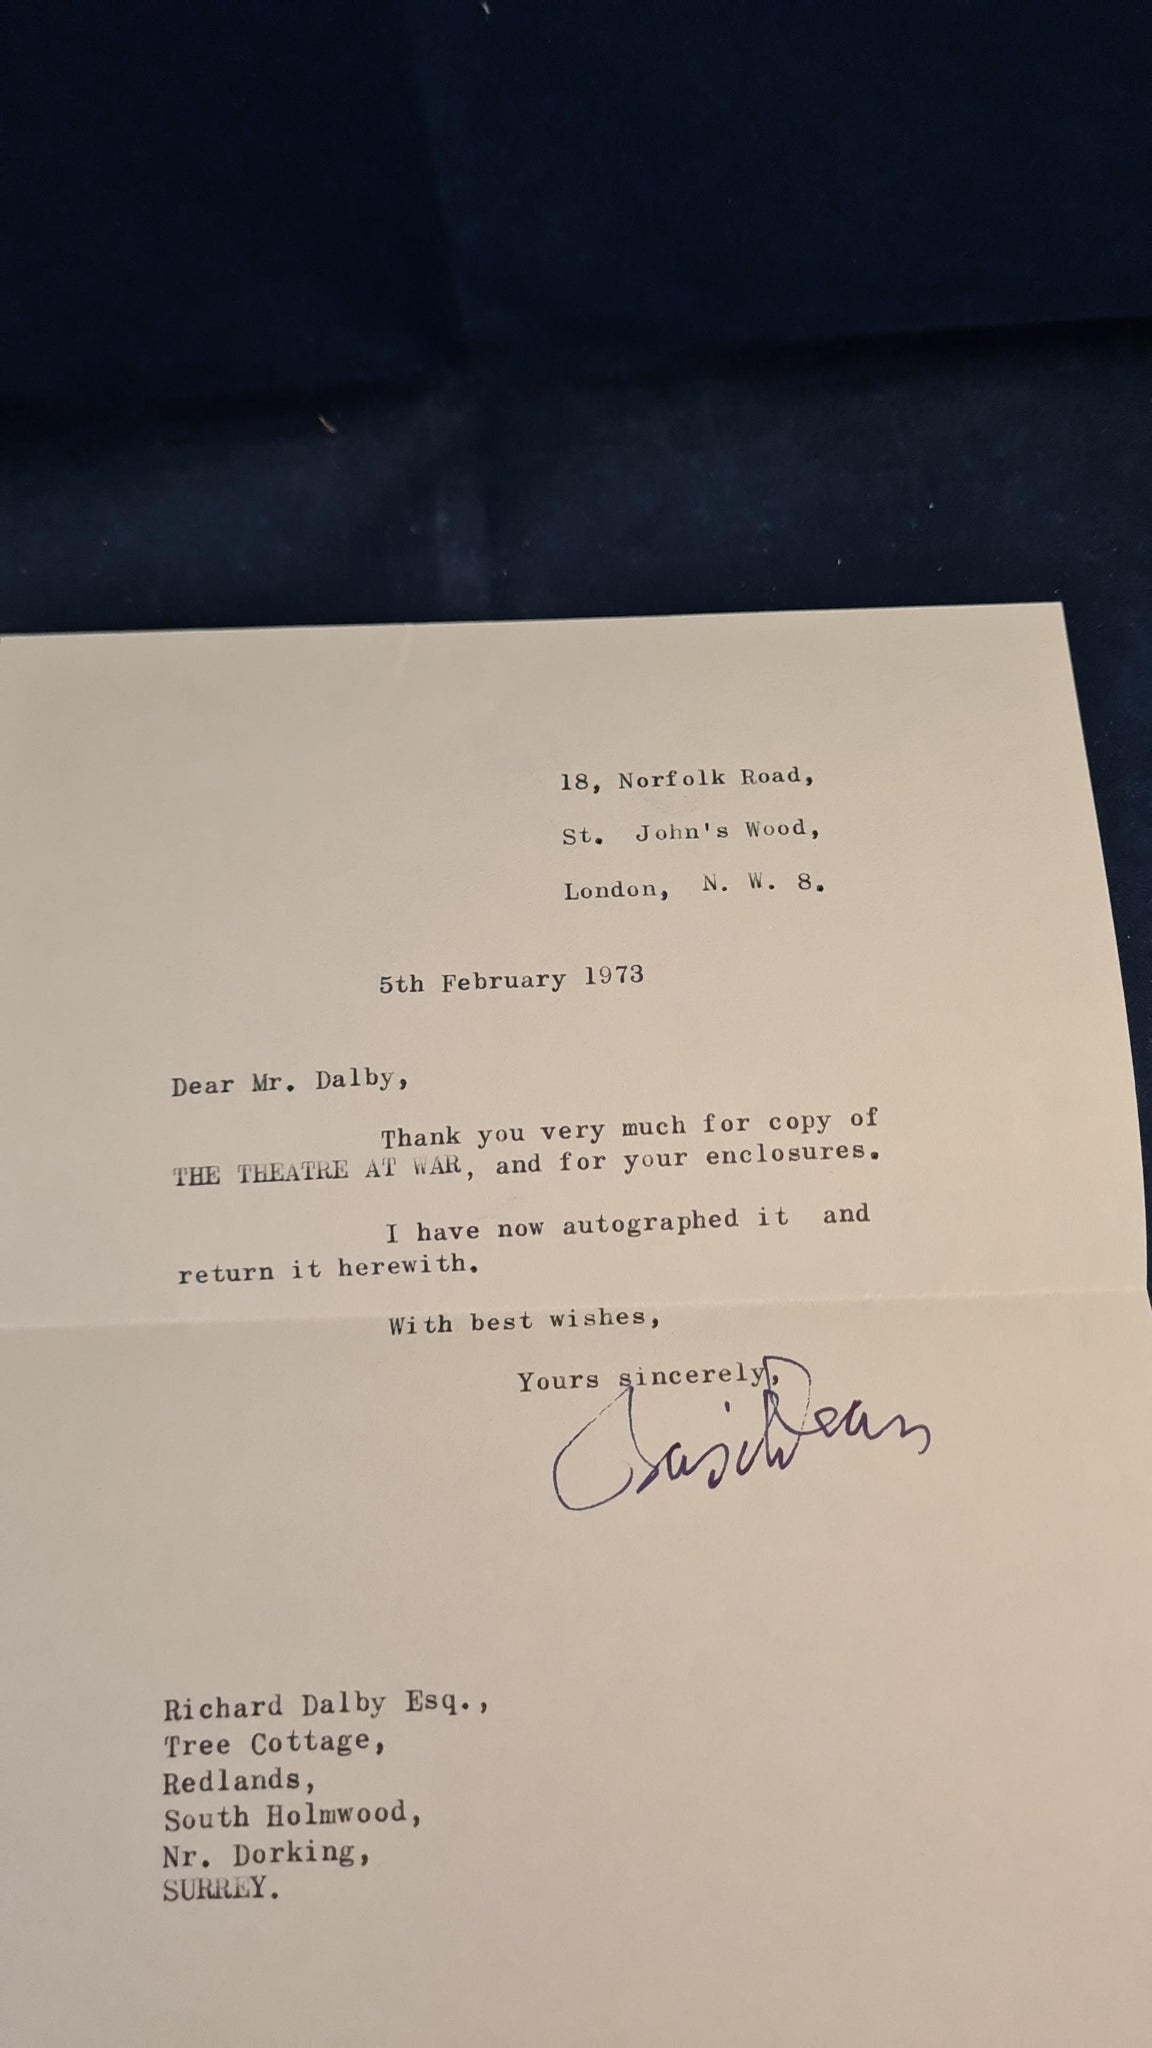 18, Norfolk Road,
St. John's Wood,
London, N. W. 8.
5th February 1973
Dear Mr. Dalby,
Thank you very much for copy of
THE THEATRE AT WAR, and for your enclosures.
I have now autographed it and
return it herewith.
With best wishes,
Yours sincerely,
Basil Dean
Richard Dalby Esq.,
Tree Cottage,
Redlands,
South Holmwood,
Nr. Dorking,
SURREY.